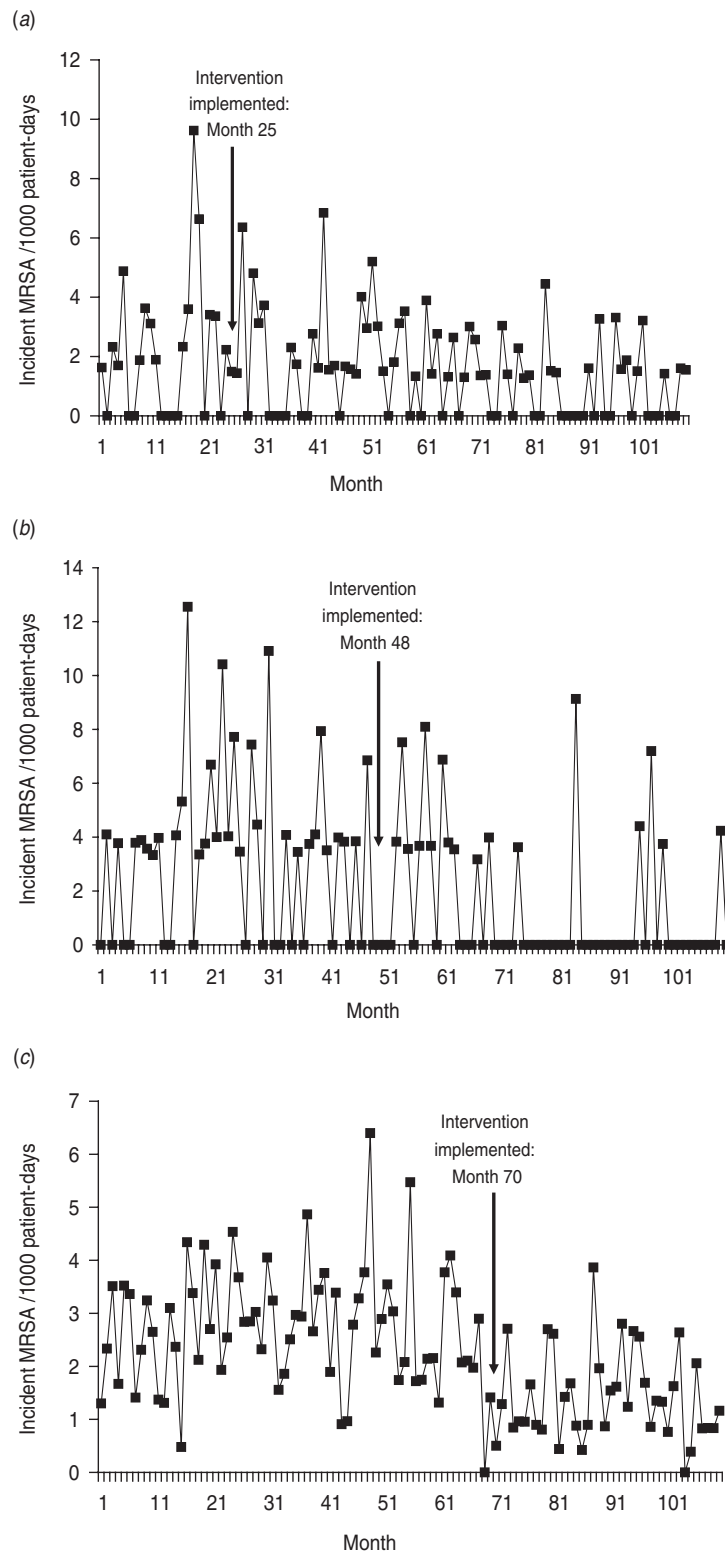 (a)
12
10
8
6
4
2
0
Incident MRSA /1000 patient-days
Intervention
implemented:
Month 25
1 11 21 31 41 51 61 71 81 91 101
Month
(b)
14
12
10
8
6
4
2
0
Incident MRSA /1000 patient-days
Intervention
implemented:
Month 48
1 11 21 31 41 51 61 71 81 91 101
Month
(c)
7
6
5
4
3
2
1
0
Incident MRSA /1000 patient-days
Intervention
implemented:
Month 70
1 11 21 31 41 51 61 71 81 91 101
Month